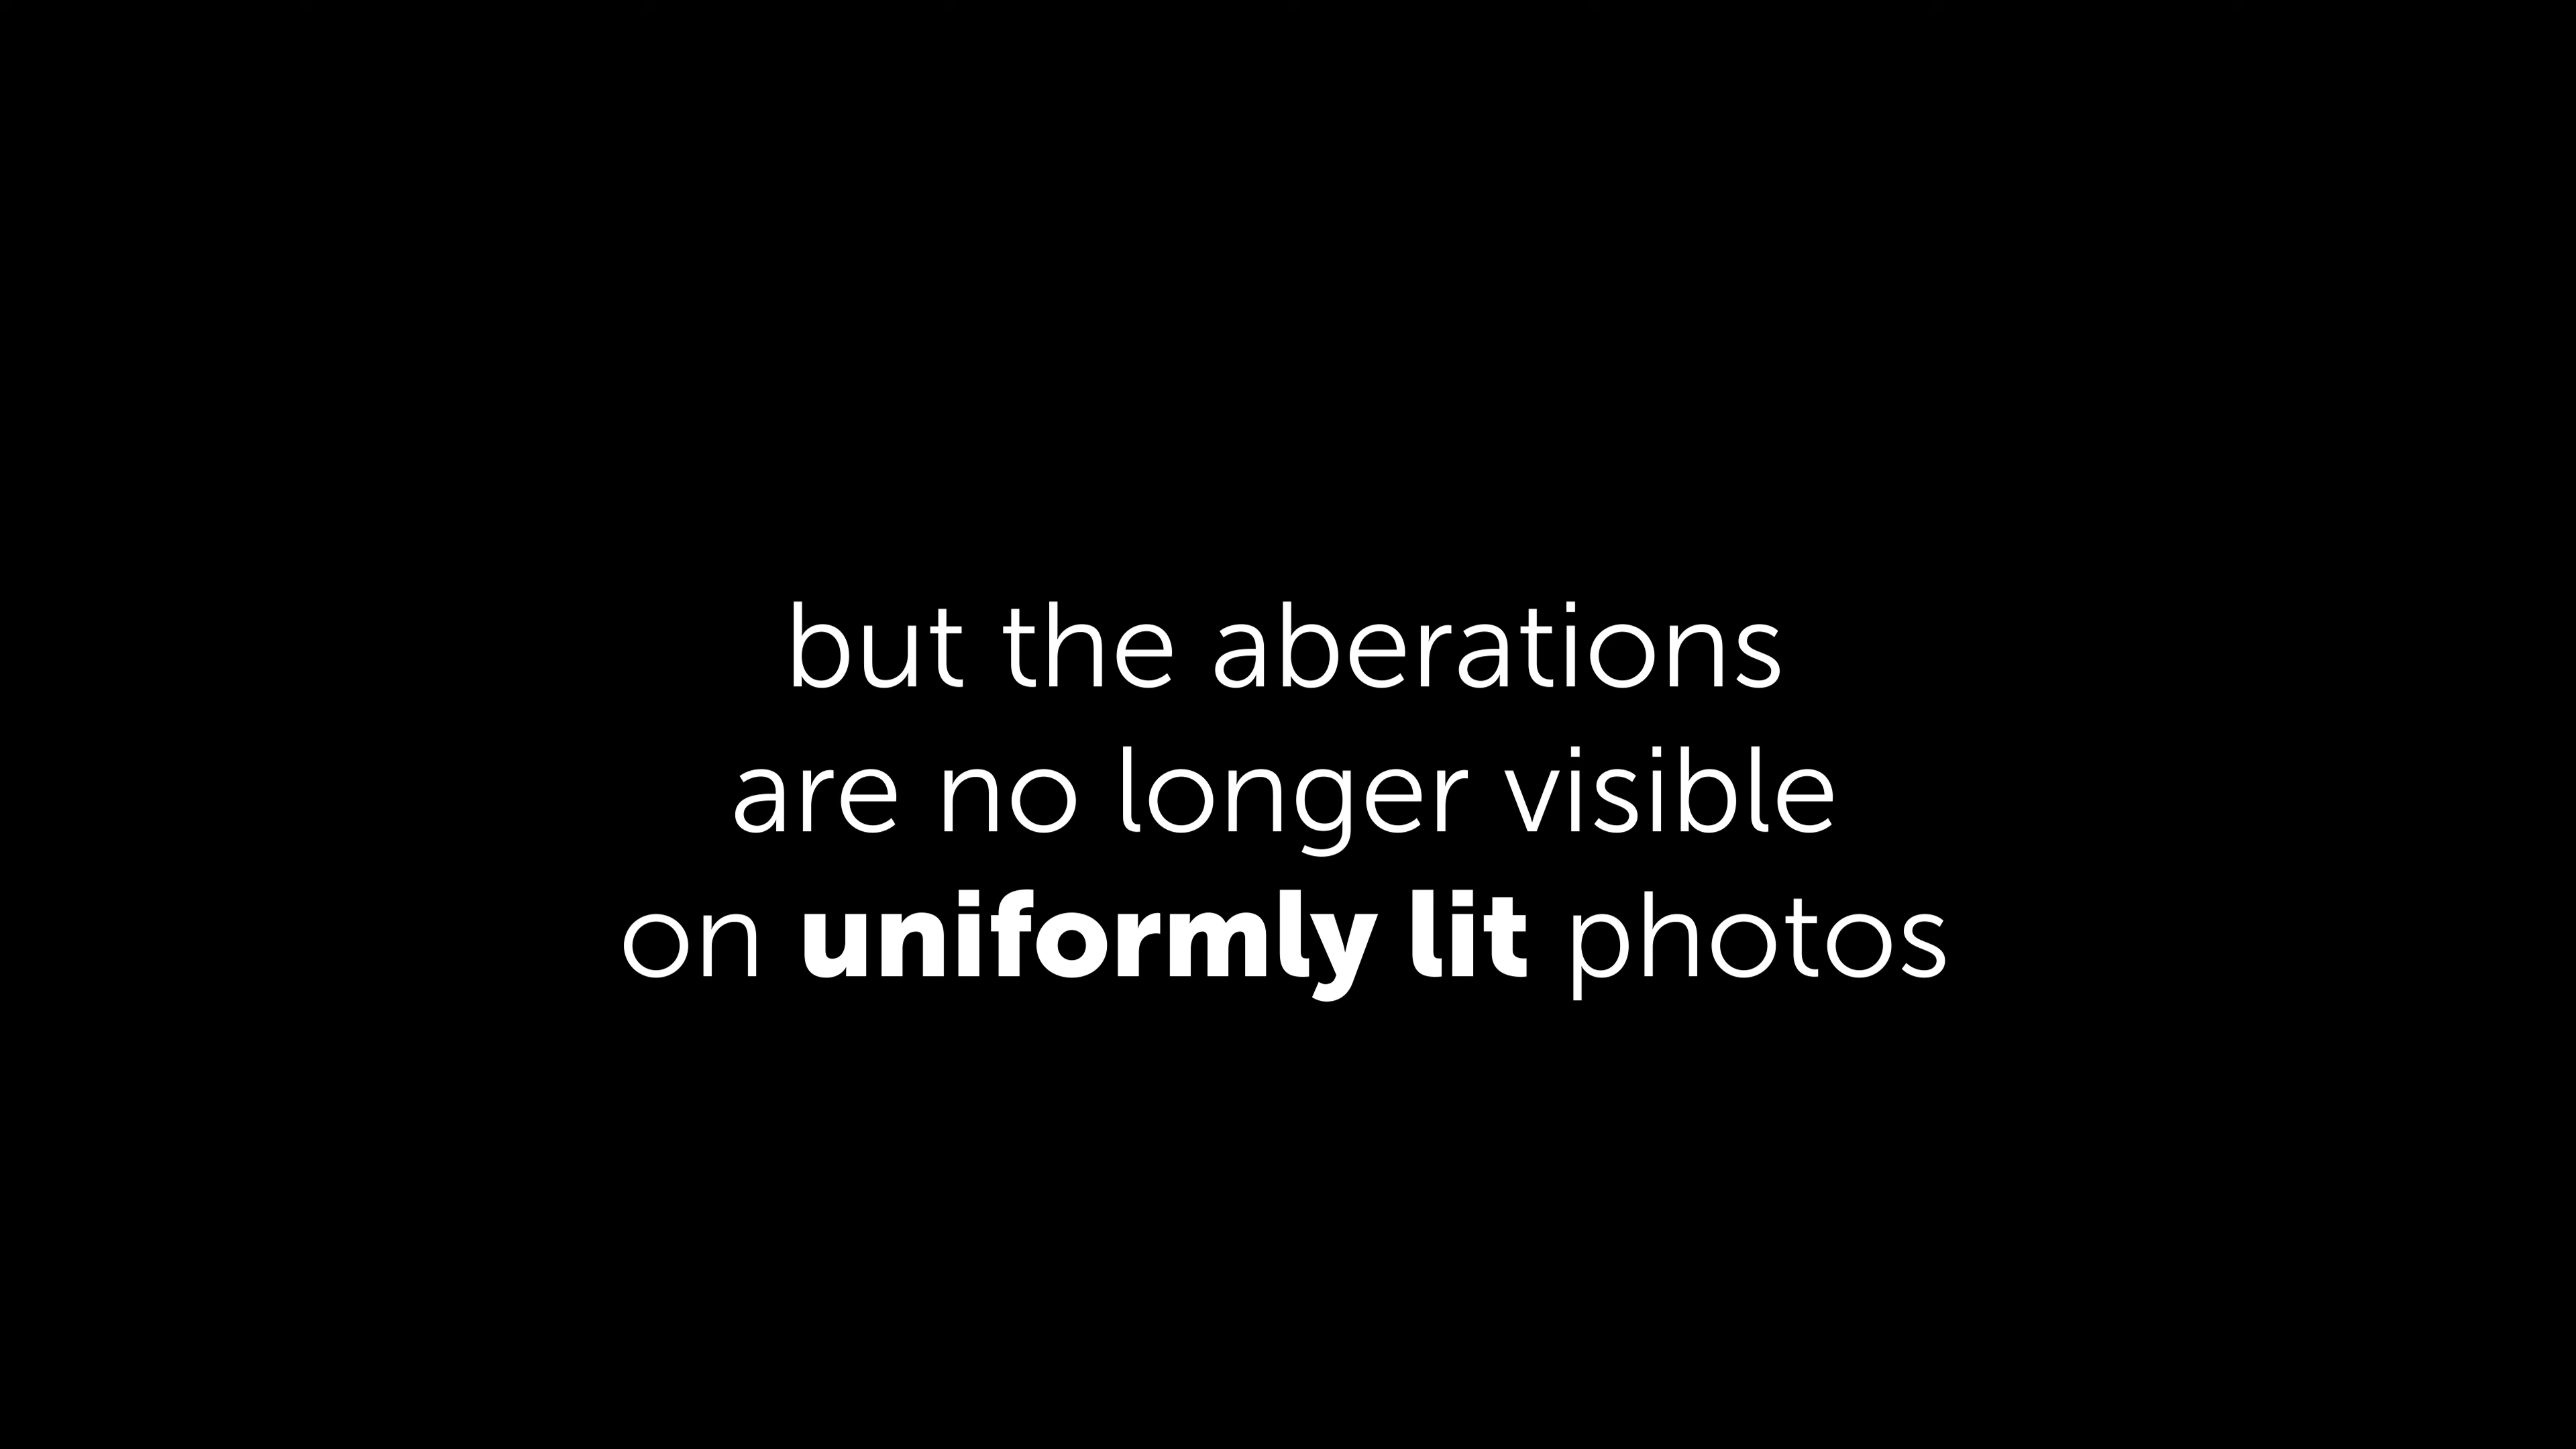 but the aberations
are no longer visible
on uniformly lit photos